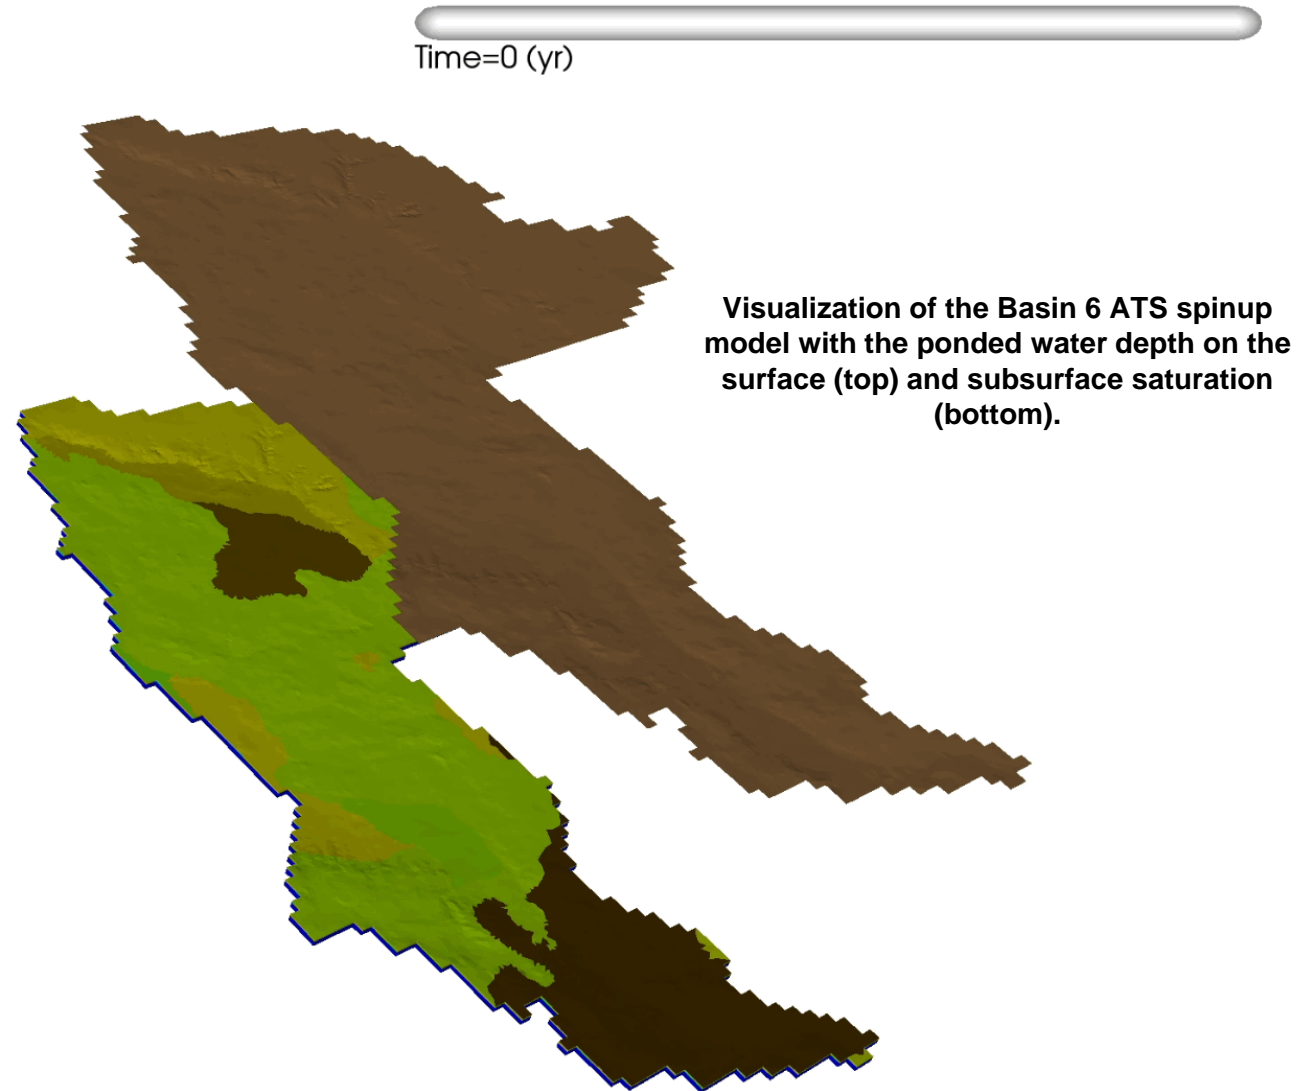 Time=0 (yr)
Visualization of the Basin 6 ATS spinup
model with the ponded water depth on the
surface (top) and subsurface saturation
(bottom).